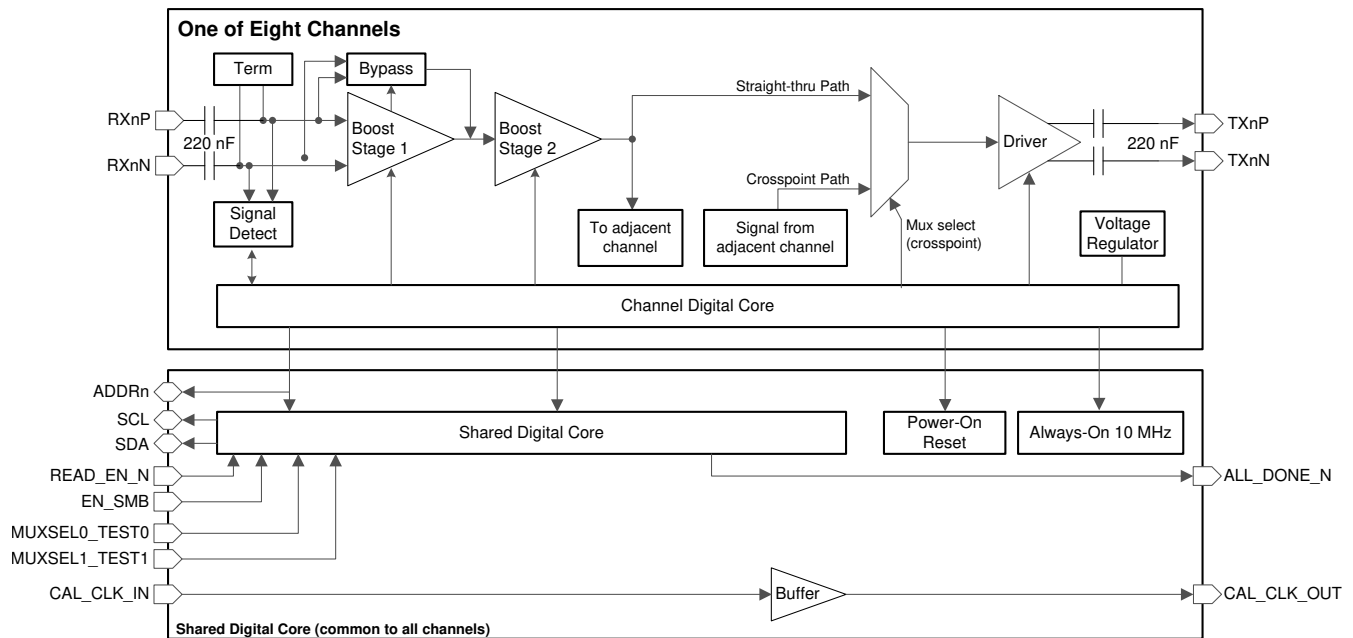 One of Eight Channels
Term
Bypass
RXnP
220 nF
RXnN
Boost
Stage 1
Boost
Stage 2
Straight-thru Path
Crosspoint Path
Driver
220 nF
TXnP
TXnN
Signal
Detect
To adjacent
channel
Signal from
adjacent channel
Mux select
(crosspoint)
Voltage
Regulator
Channel Digital Core
ADDRn
SCL
SDA
READ_EN_N
EN_SMB
MUXSEL0_TEST0
MUXSEL1_TEST1
CAL_CLK_IN
Shared Digital Core
Power-On
Reset
Always-On 10 MHz
ALL_DONE_N
Buffer
CAL_CLK_OUT
Shared Digital Core (common to all channels)